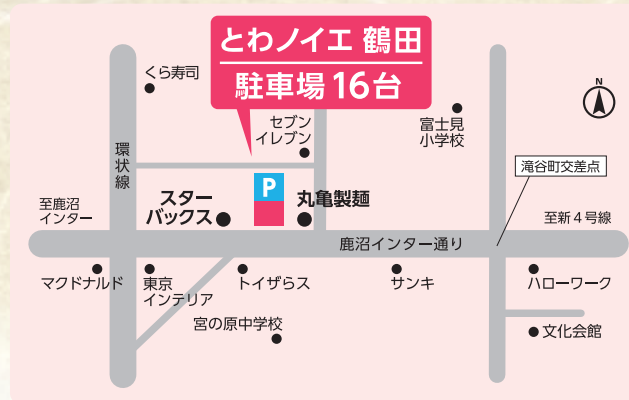 とわノイエ 鶴田
駐車場 16台
くら寿司
N
セブン
イレブン
富士見
小学校
環状線
滝谷町交差点
P
スター
バックス
丸亀製麺
至鹿沼
インター
至新4号線
鹿沼インター通り
マクドナルド
東京
インテリア
トイザらス
サンキ
ハローワーク
宮の原中学校
文化会館